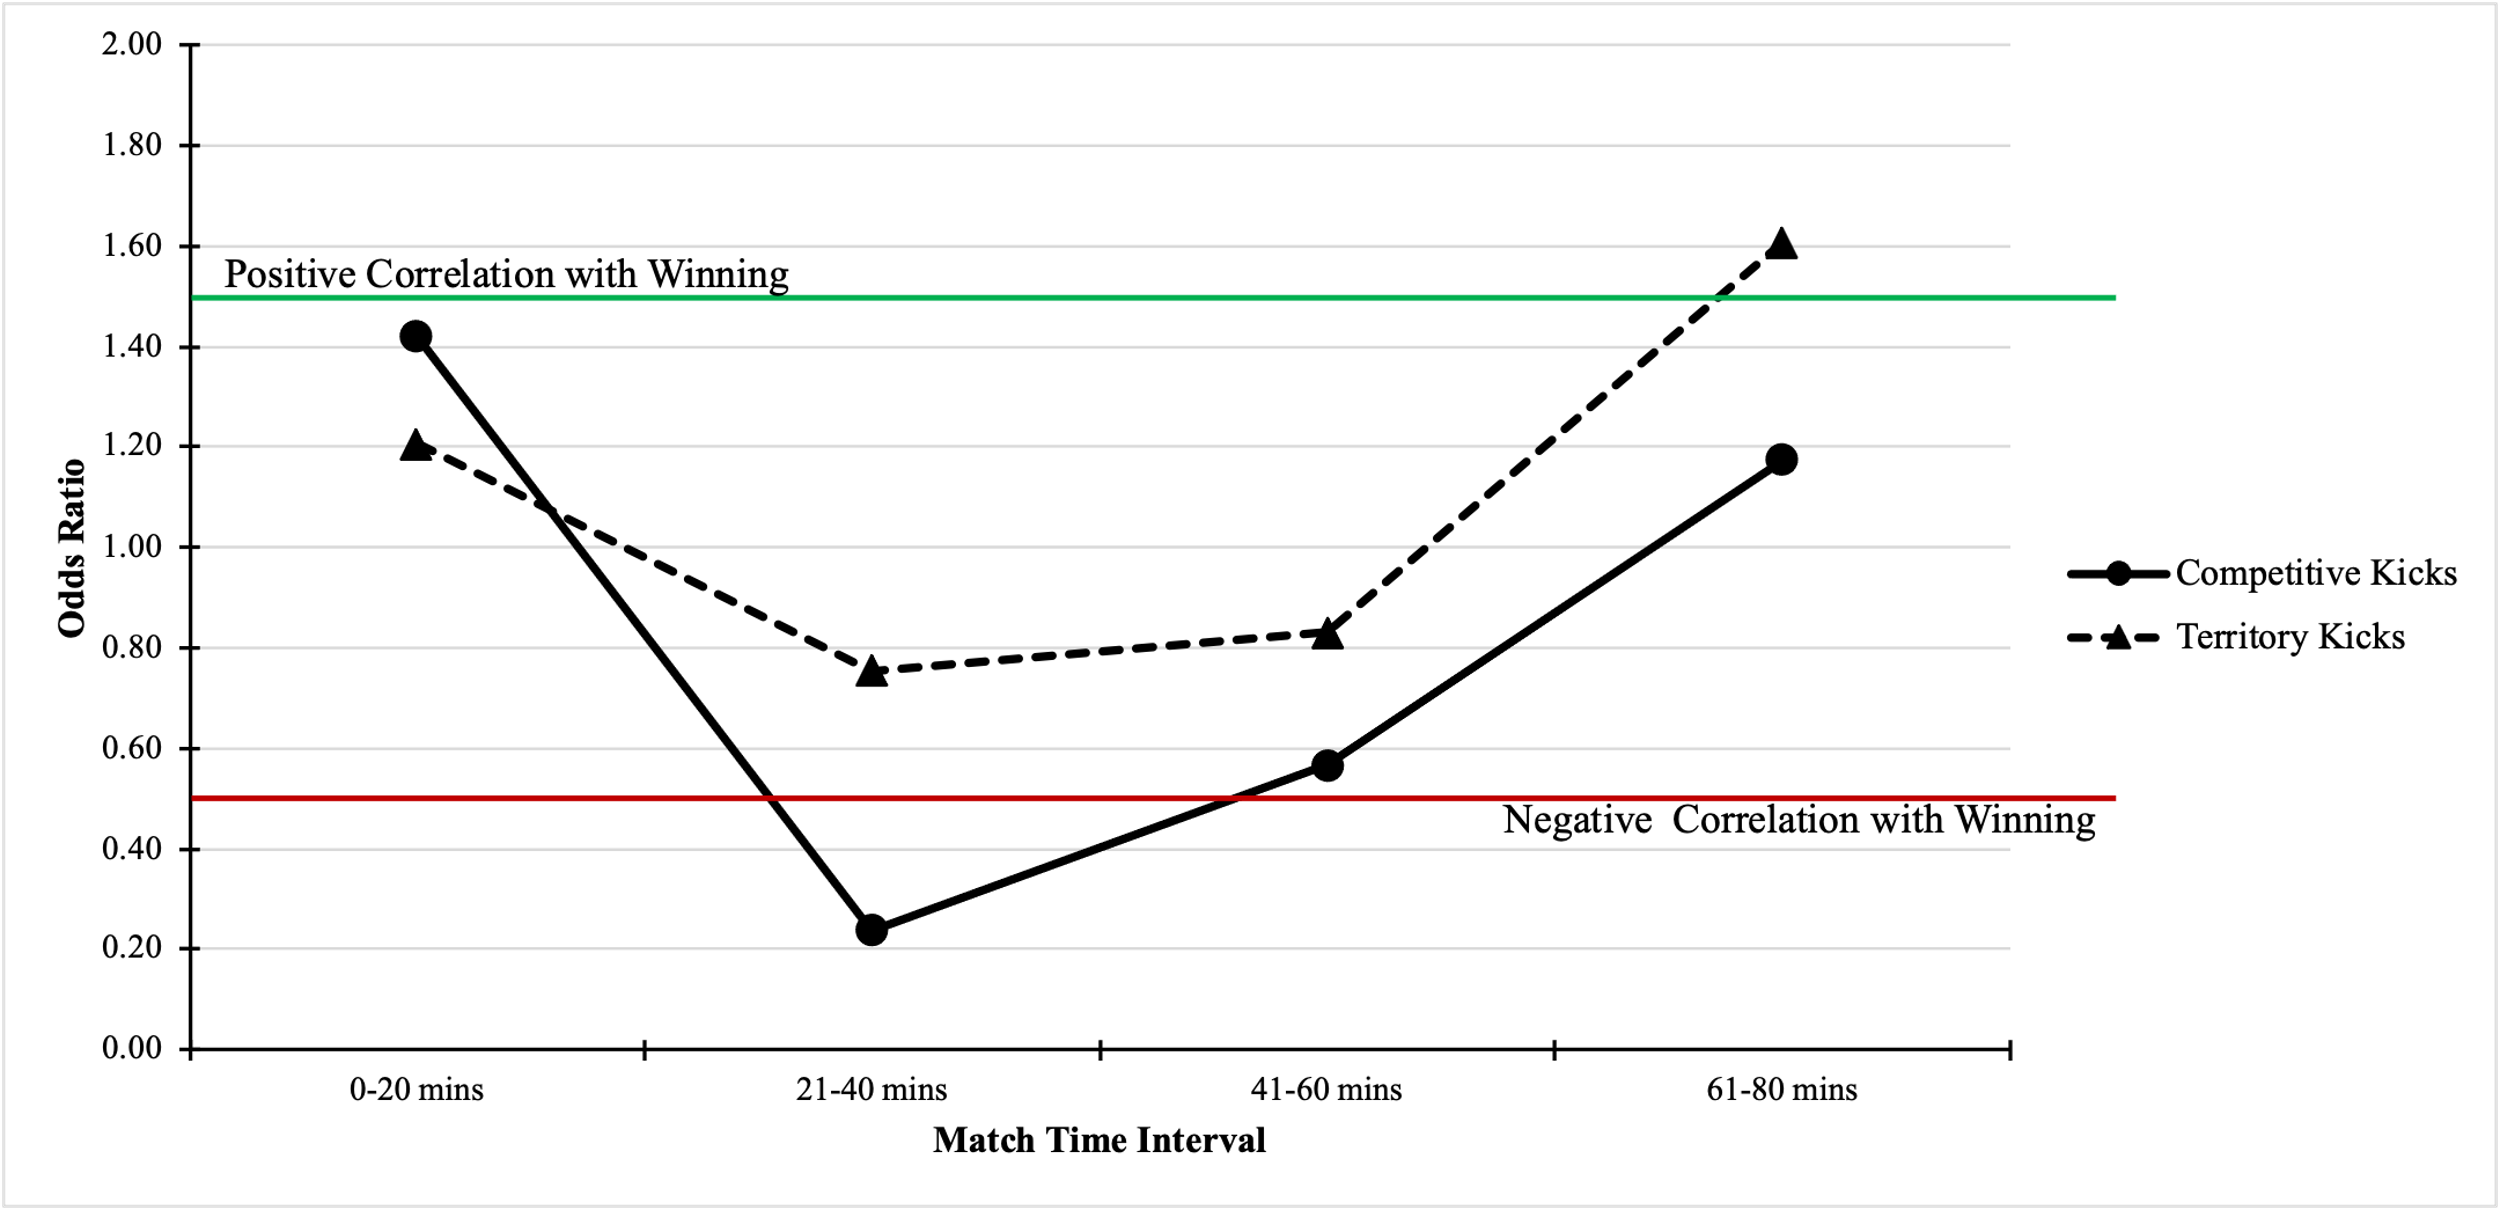 2.00
1.80
1.60
Positive Correlation with Winning
1.40
1.20
1.00
0.80
0.60
0.40
0.20
0.00
Odds Ratio
Competitive Kicks
Territory Kicks
Negative Correlation with Winning
0-20 mins 21-40 mins 41-60 mins 61-80 mins
Match Time Interval